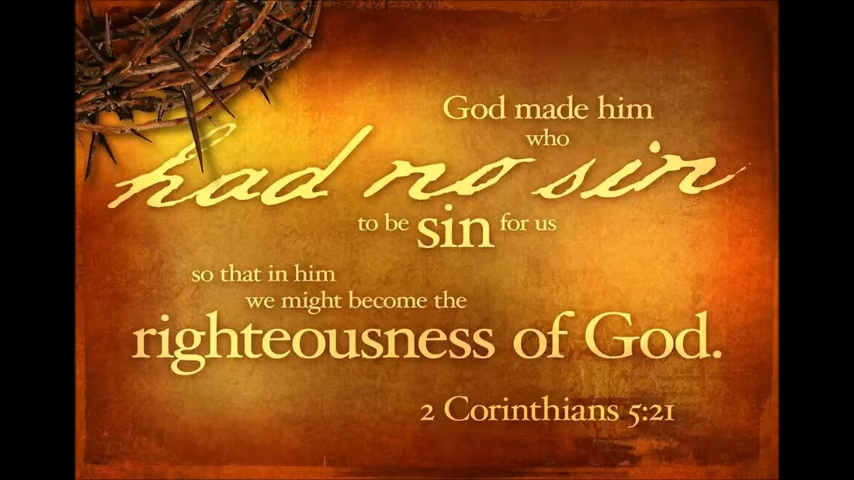 God made him
who
had no sin
to be sin for us
so that in him
we might become the
righteousness of God.
2 Corinthians 5:21